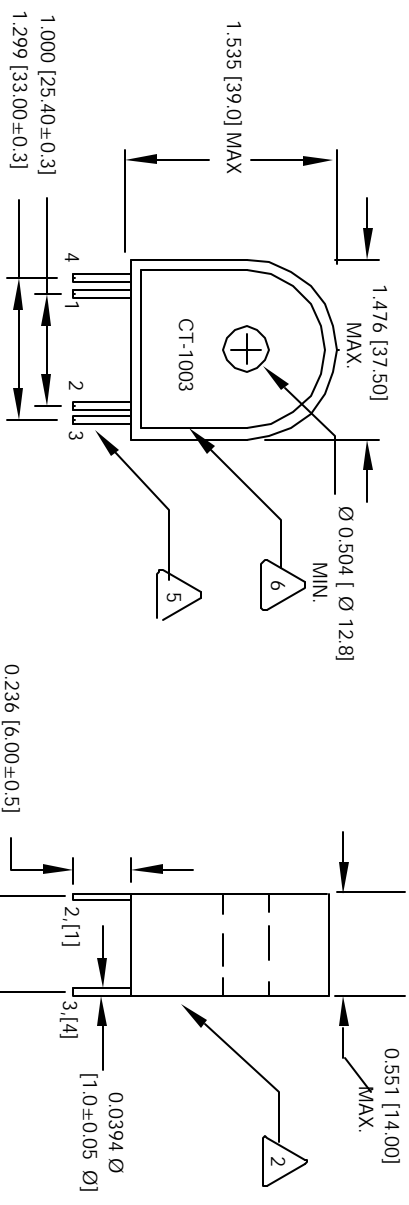 1.476 [37.50]
MAX.
1.535 [39.0] MAX
Ø 0.504 [ Ø 12.8]
MIN.
CT-1003
6
5
4
1
2
3
1.000 [25.40±0.3]
1.299 [33.00±0.3]
0.551 [14.00]
MAX.
2
2,[1]
3,[4]
0.236 [6.00±0.5]
0.0394 Ø
[1.0±0.05 Ø]